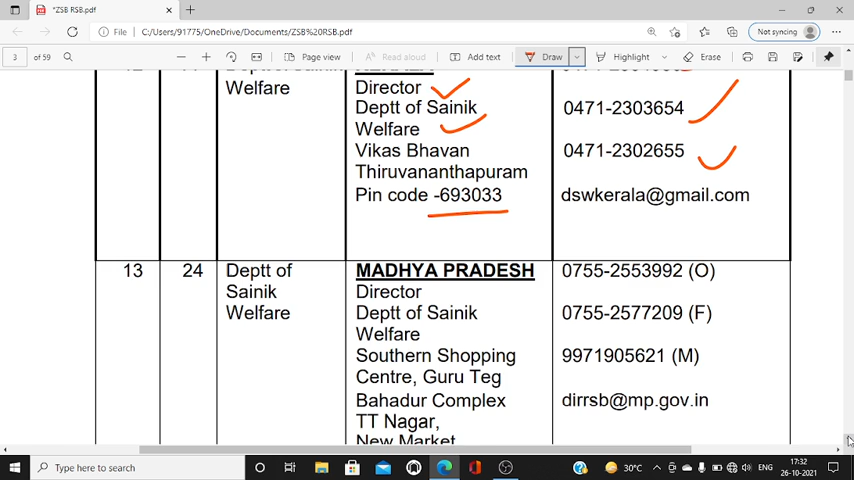 ZSB RSB.pdf
File
C:/Users/91775/OneDrive/Documents/ZSB%20RSB.pdf
Not syncing
3 of 59
Page view
Read aloud
Add text
Draw
Highlight
Erase
Welfare
Director
Deptt of Sainik
Welfare
Vikas Bhavan
Thiruvananthapuram
Pin code -693033
0471-2303654
0471-2302655
dswkerala@gmail.com
13
24
Deptt of
Sainik
Welfare
MADHYA PRADESH
Director
Deptt of Sainik
Welfare
Southern Shopping
Centre, Guru Teg
Bahadur Complex
TT Nagar,
New Market
0755-2553992 (O)
0755-2577209 (F)
9971905621 (M)
dirrsb@mp.gov.in
Type here to search
30°C
ENG
17:32
26-10-2021